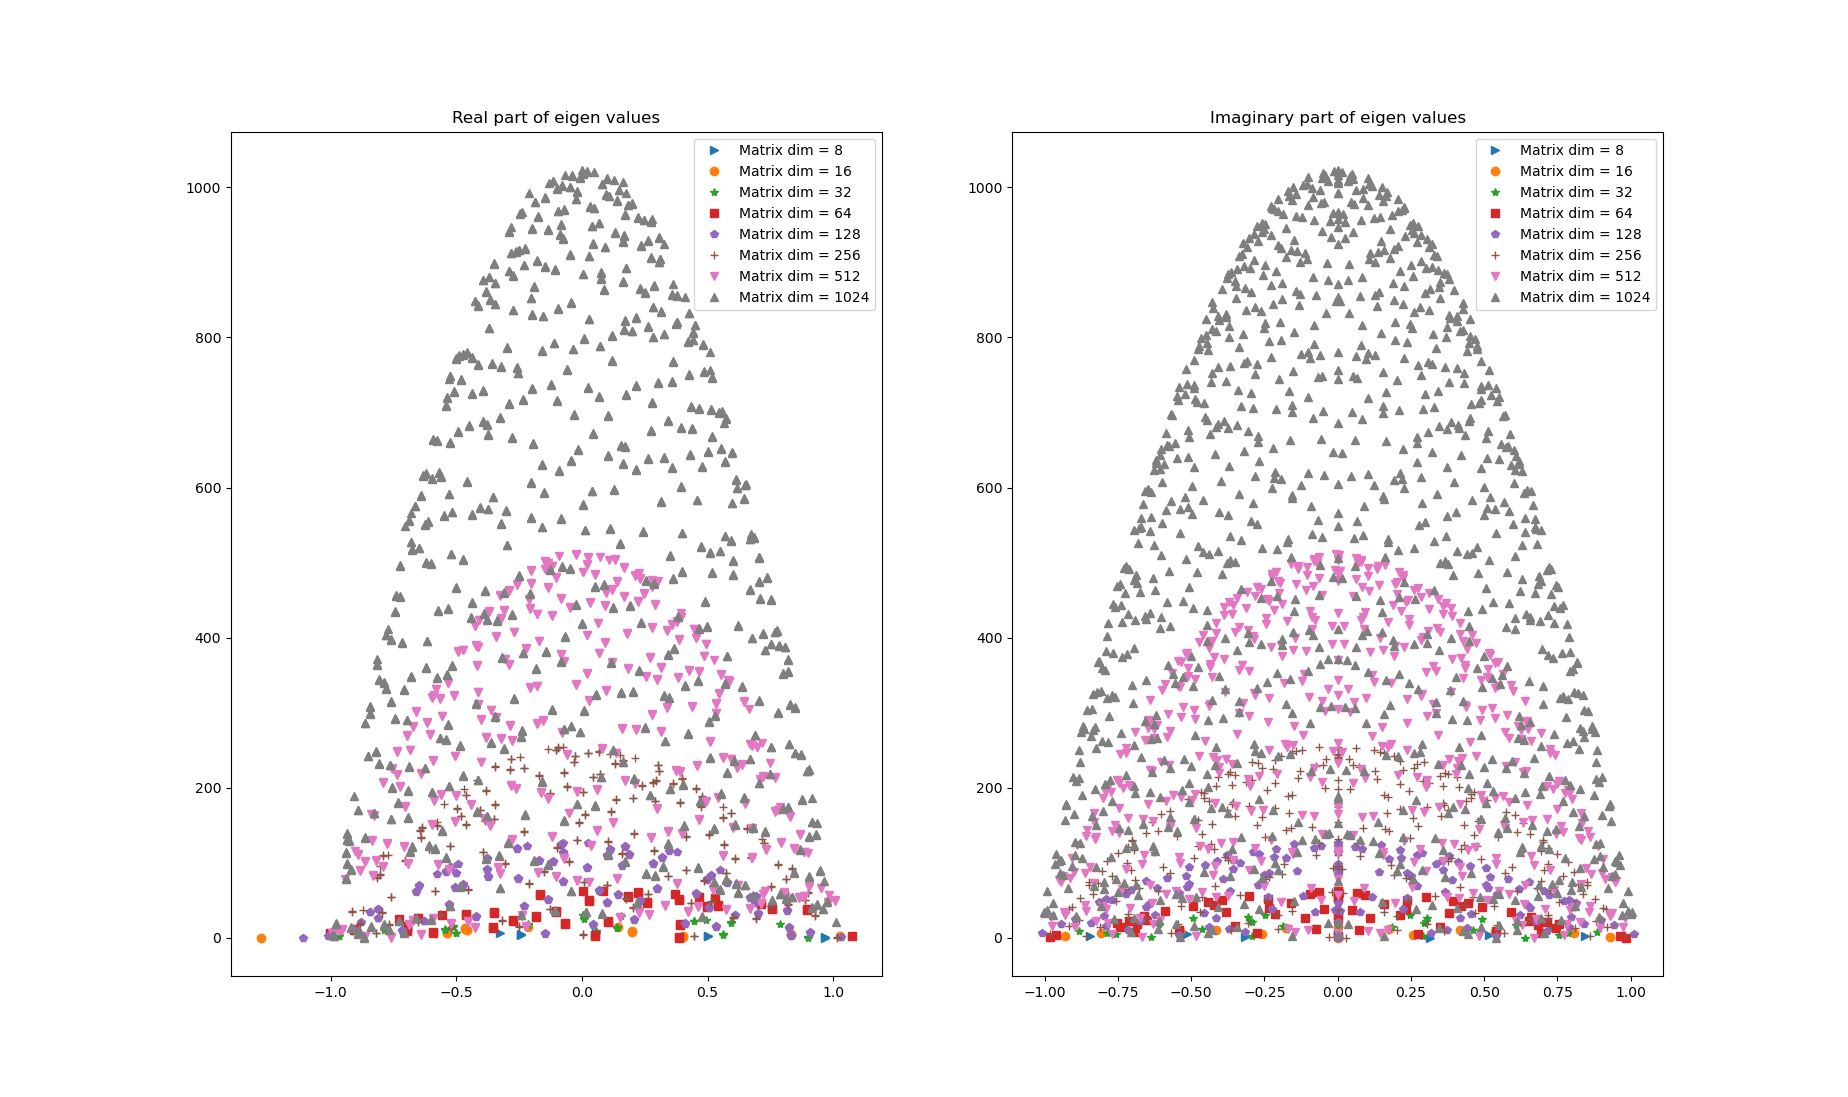 Real part of eigen values
Matrix dim = 8
Matrix dim = 16
Matrix dim = 32
Matrix dim = 64
Matrix dim = 128
Matrix dim = 256
Matrix dim = 512
Matrix dim = 1024
1000
800
600
400
200
0
−1.0 −0.5 0.0 0.5 1.0
Imaginary part of eigen values
Matrix dim = 8
Matrix dim = 16
Matrix dim = 32
Matrix dim = 64
Matrix dim = 128
Matrix dim = 256
Matrix dim = 512
Matrix dim = 1024
1000
800
600
400
200
0
−1.00 −0.75 −0.50 −0.25 0.00 0.25 0.50 0.75 1.00